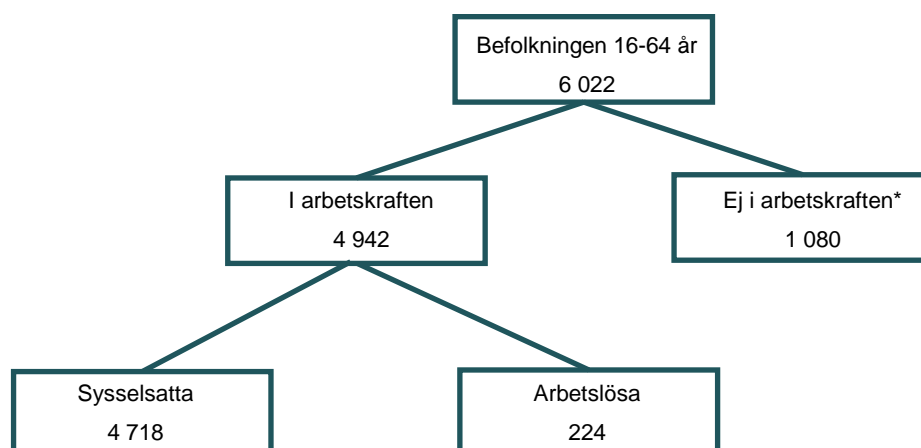 Befolkningen 16-64 år
6 022
I arbetskraften
4 942
Ej i arbetskraften*
1 080
Sysselsatta
4 718
Arbetslösa
224